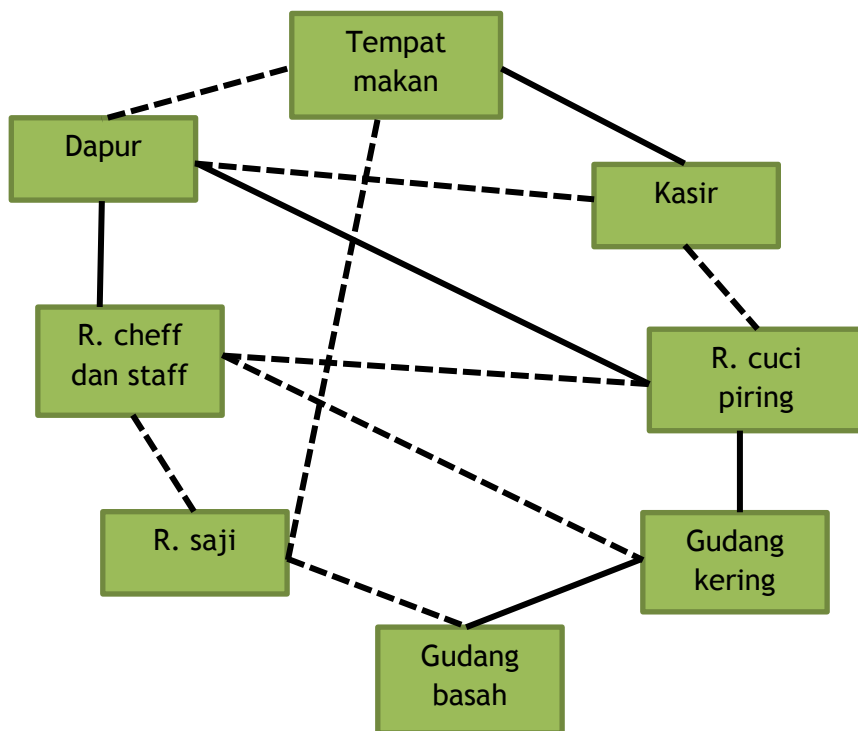 Tempat
makan
Dapur
Kasir
R. cheff
dan staff
R. cuci
piring
R. saji
Gudang
kering
Gudang
basah